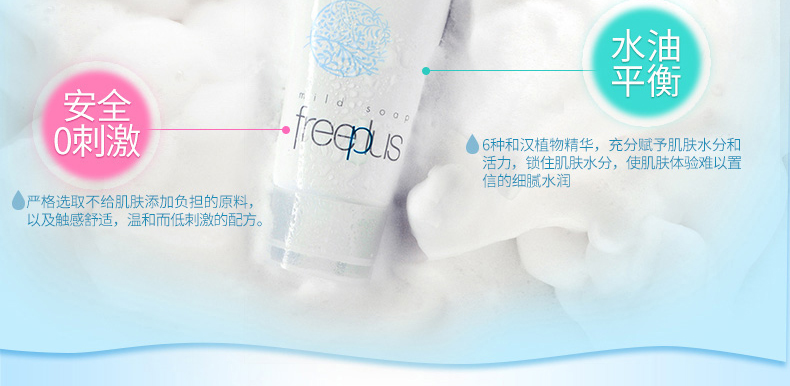 水油
平衡
安全
0刺激
mild soap
freeplus
6种和汉植物精华，充分赋予肌肤水分和
活力，锁住肌肤水分，使肌肤体验难以置
信的细腻水润
严格选取不给肌肤添加负担的原料，
以及触感舒适，温和而低刺激的配方。